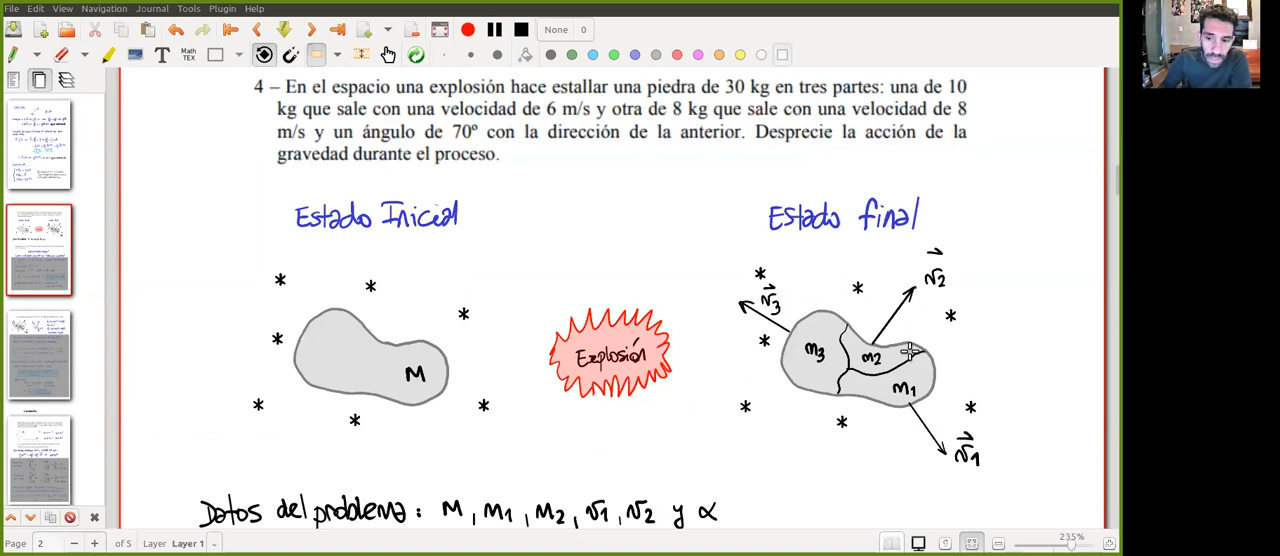 File Edit View Navigation Journal Tools Plugin Help
None 0
T Math TEX
4 – En el espacio una explosión hace estallar una piedra de 30 kg en tres partes: una de 10
kg que sale con una velocidad de 6 m/s y otra de 8 kg que sale con una velocidad de 8
m/s y un ángulo de 70º con la dirección de la anterior. Desprecie la acción de la
gravedad durante el proceso.
Estado Inicial
Estado final
M
Explosión
v⃗3
v⃗2
m3
m2
m1
v⃗1
Datos del problema: M, m1, m2, v1, v2 y α
Page 2 of 5 Layer Layer 1 235%